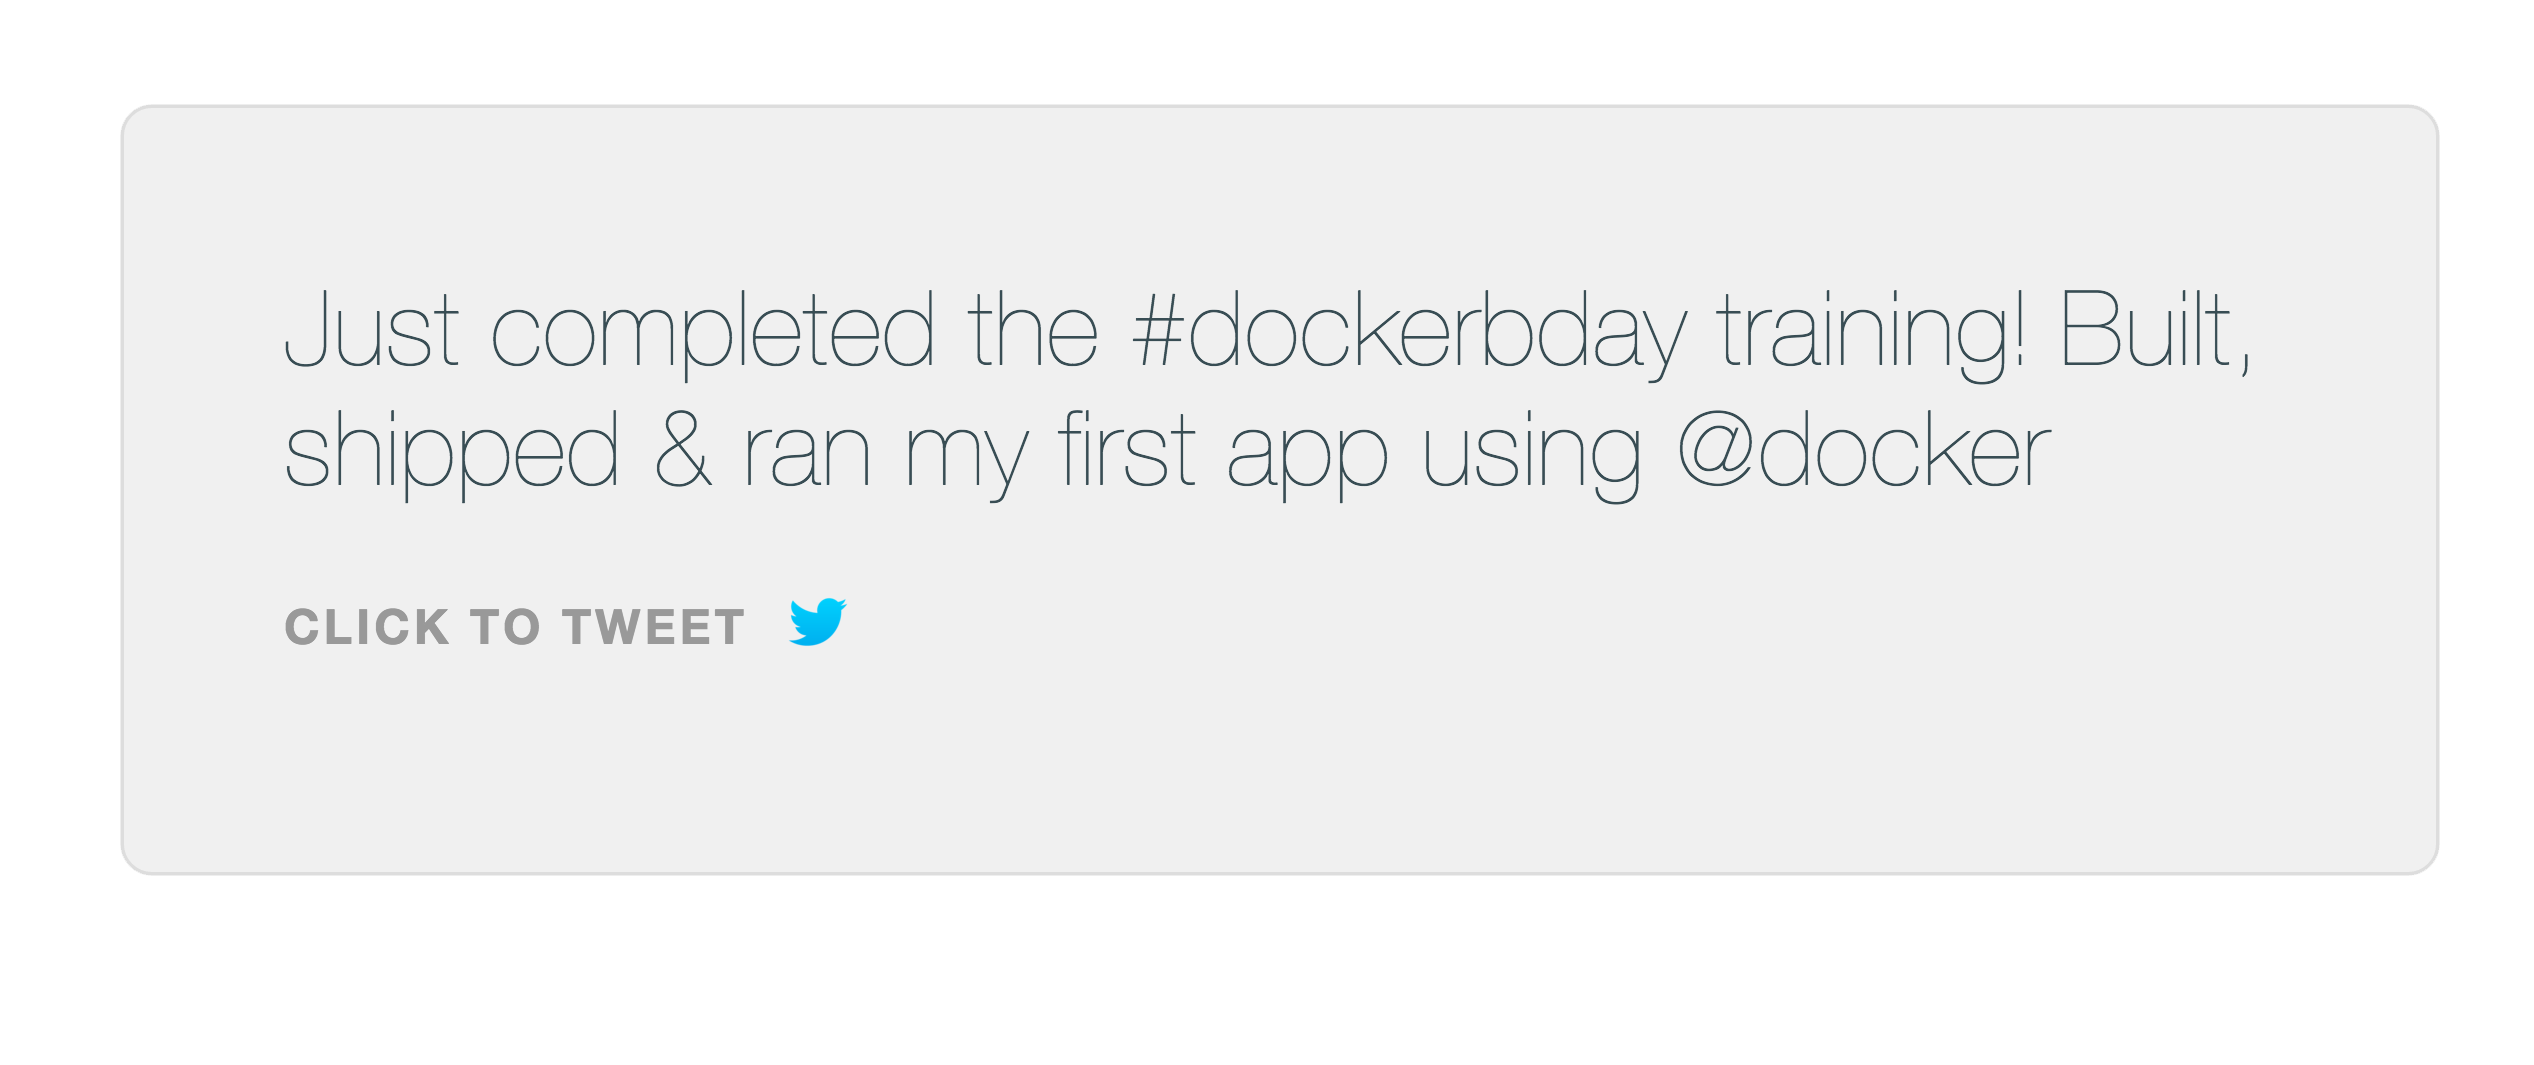 Just completed the #dockerbday training! Built,
shipped & ran my first app using @docker
CLICK TO TWEET